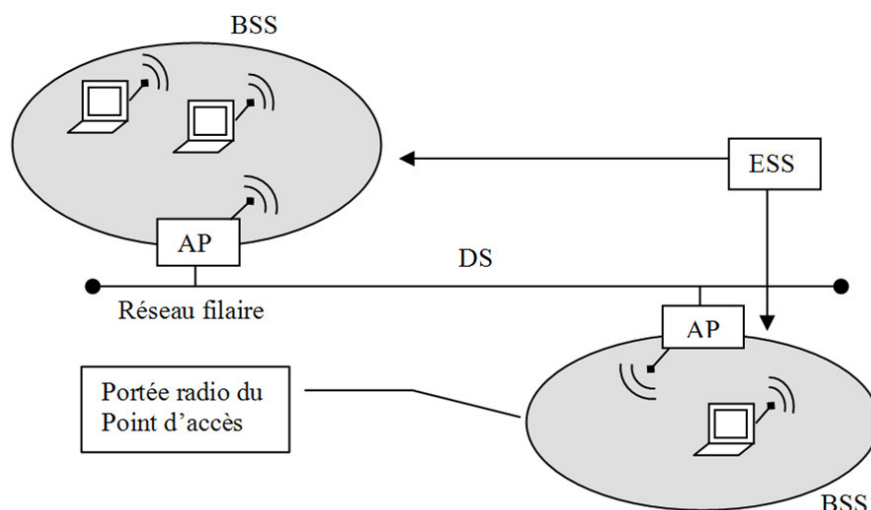 BSS
ESS
AP
DS
Réseau filaire
AP
Portée radio du
Point d'accès
BSS